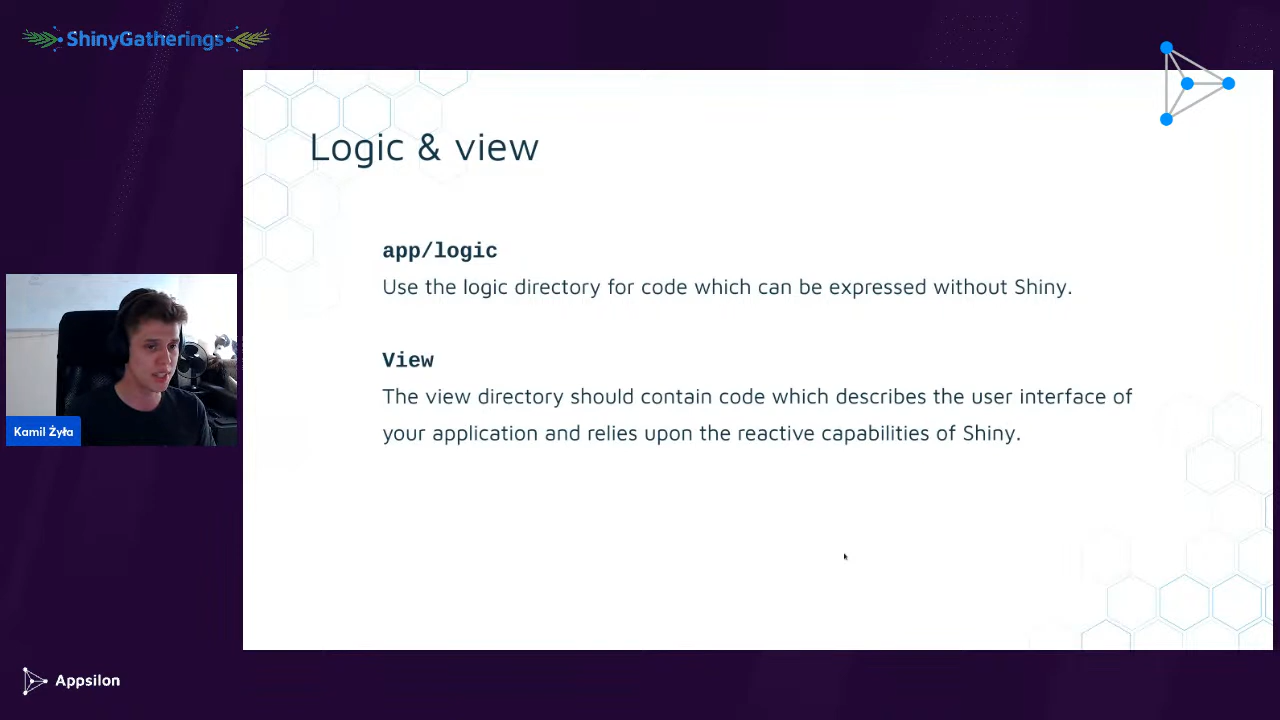 ShinyGatherings
Logic & view
app/logic
Use the logic directory for code which can be expressed without Shiny.
View
The view directory should contain code which describes the user interface of
your application and relies upon the reactive capabilities of Shiny.
Kamil Żyła
Appsilon